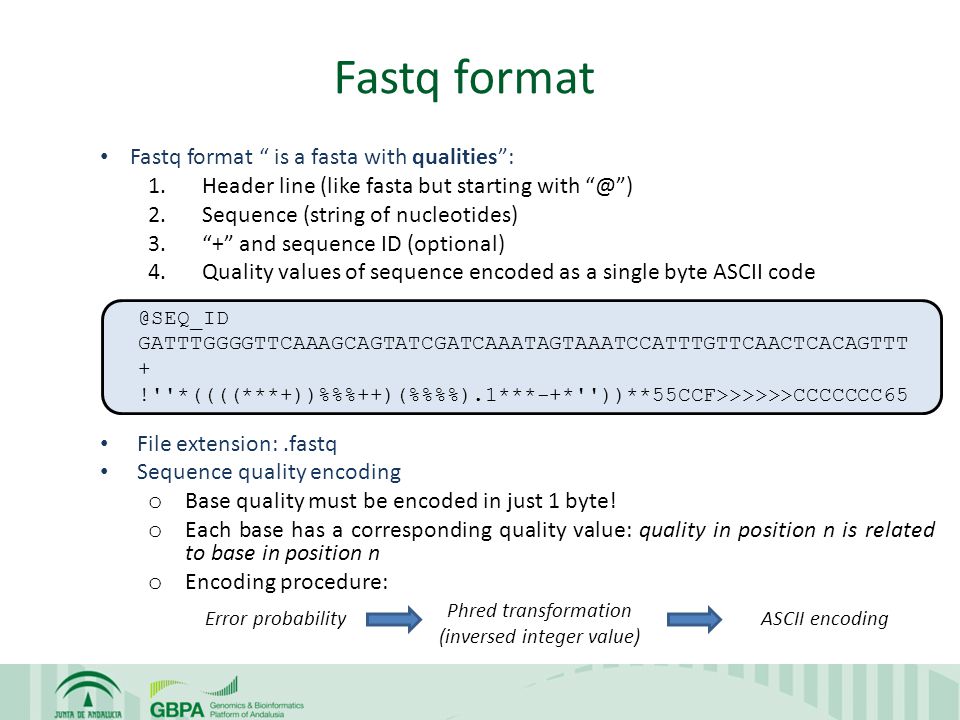 Fastq format
• Fastq format “ is a fasta with qualities”:
1. Header line (like fasta but starting with “@”)
2. Sequence (string of nucleotides)
3. “+” and sequence ID (optional)
4. Quality values of sequence encoded as a single byte ASCII code
@SEQ_ID
GATTTGGGGTTCAAAGCAGTATCGATCAAATAGTAAATCCATTTGTTCAACTCACAGTTT
+
!''*((((***+))%%%++)(%%%%).1***-+*''))**55CCF>>>>>>CCCCCCC65
• File extension: .fastq
• Sequence quality encoding
o Base quality must be encoded in just 1 byte!
o Each base has a corresponding quality value: quality in position n is related
to base in position n
o Encoding procedure:
Error probability
Phred transformation
(inversed integer value)
ASCII encoding
JUNTA DE ANDALUCIA
GBPA Genomics & Bioinformatics
Platform of Andalusia